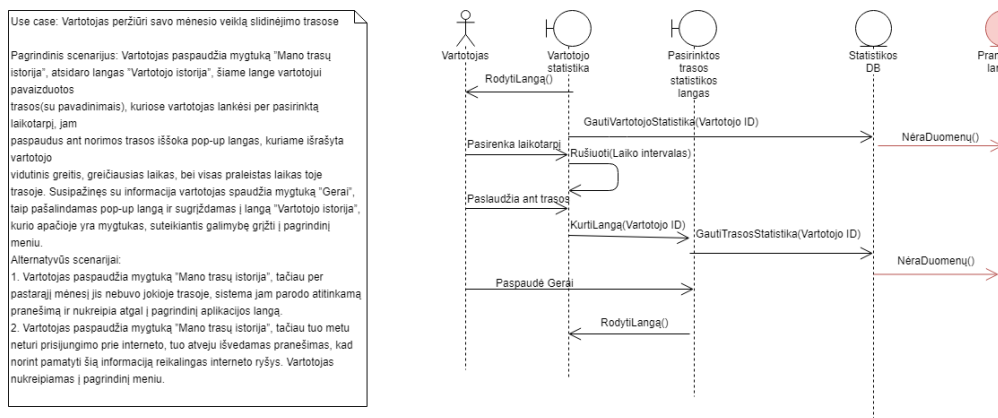 Use case: Vartotojas peržiūri savo mėnesio veiklą slidinėjimo trasose
Pagrindinis scenarijus: Vartotojas paspaudžia mygtuką "Mano trasų
istorija", atsidaro langas "Vartotojo istorija", šiame lange vartotojui
pavaizduotos
trasos(su pavadinimais), kuriose vartotojas lankėsi per pasirinktą
laikotarpį, jam
paspaudus ant norimos trasos iššoka pop-up langas, kuriame išrašyta
vartotojo
vidutinis greitis, greičiausias laikas, bei visas praleistas laikas toje
trasoje. Susipažinęs su informacija vartotojas spaudžia mygtuką "Gerai",
taip pašalindamas pop-up langą ir sugrįždamas į langą "Vartotojo istorija",
kurio apačioje yra mygtukas, suteikiantis galimybę grįžti į pagrindinį
meniu.
Alternatyvūs scenarijai:
1. Vartotojas paspaudžia mygtuką "Mano trasų istorija", tačiau per
pastarąjį mėnesį jis nebuvo jokioje trasoje, sistema jam parodo atitinkamą
pranešimą ir nukreipia atgal į pagrindinį aplikacijos langą.
2. Vartotojas paspaudžia mygtuką "Mano trasų istorija", tačiau tuo metu
neturi prisijungimo prie interneto, tuo atveju išvedamas pranešimas, kad
norint pamatyti šią informaciją reikalingas interneto ryšys. Vartotojas
nukreipiamas į pagrindinį meniu.
Vartotojas
Vartotojo
statistika
Pasirinktos
trasos
statistikos
langas
Statistikos
DB
RodytiLangą()
GautiVartotojoStatistika(Vartotojo ID)
NėraDuomenų()
Pasirenka laikotarpį
Rušiuoti(Laiko intervalas)
Paslaudžia ant trasos
KurtiLangą(Vartotojo ID)
GautiTrasosStatistika(Vartotojo ID)
NėraDuomenų()
Paspaudė Gerai
RodytiLangą()